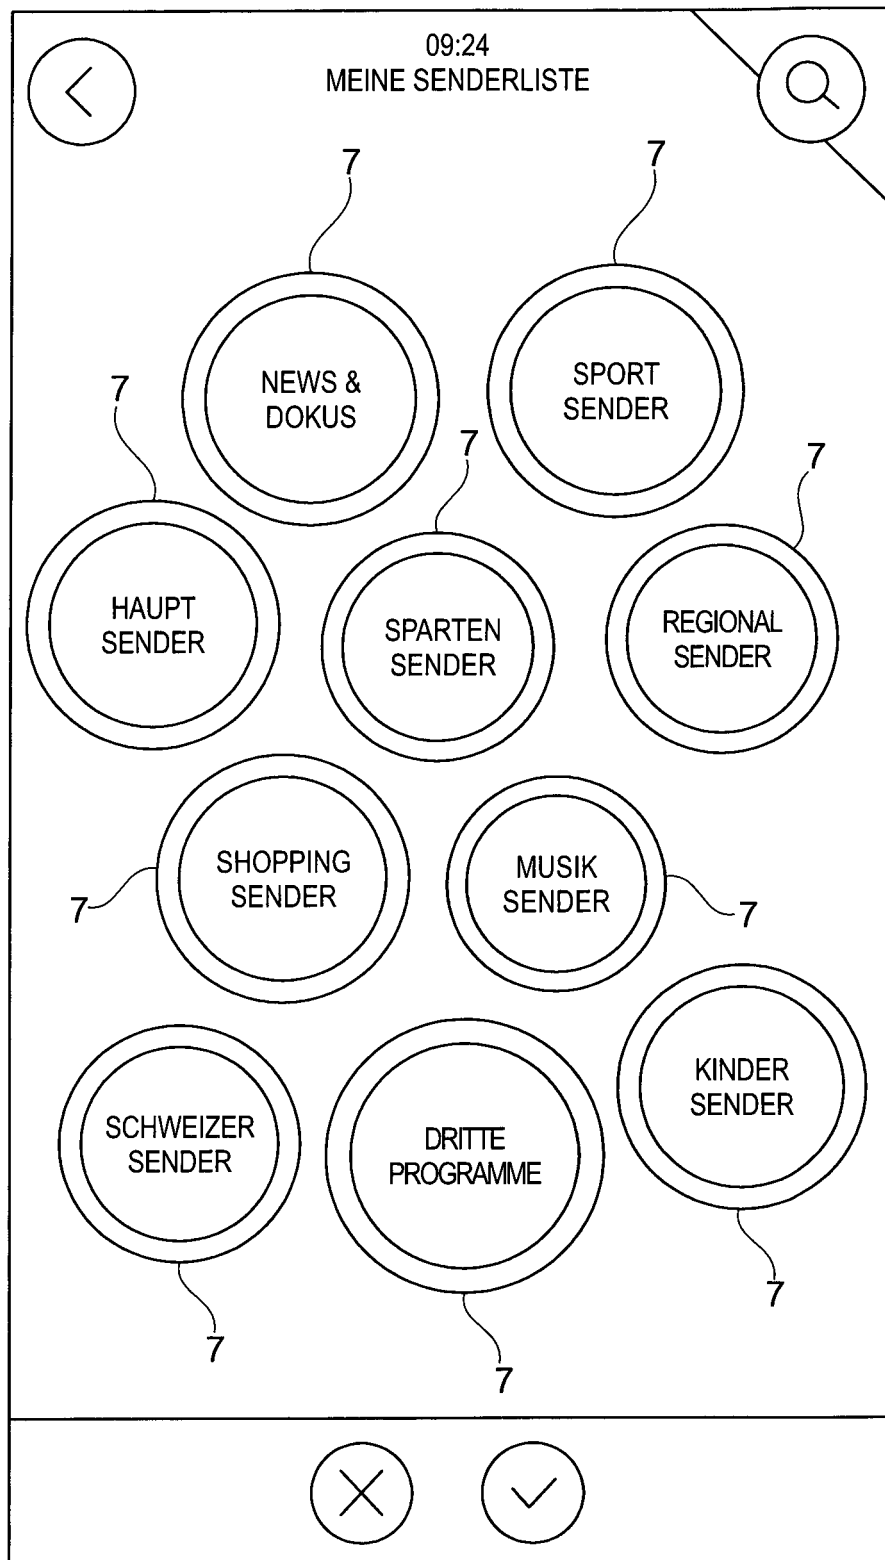 09:24
MEINE SENDERLISTE
7
7
NEWS &
DOKUS
SPORT
SENDER
7
7
7
HAUPT
SENDER
SPARTEN
SENDER
REGIONAL
SENDER
SHOPPING
SENDER
MUSIK
SENDER
7
7
KINDER
SENDER
SCHWEIZER
SENDER
DRITTE
PROGRAMME
7
7
7